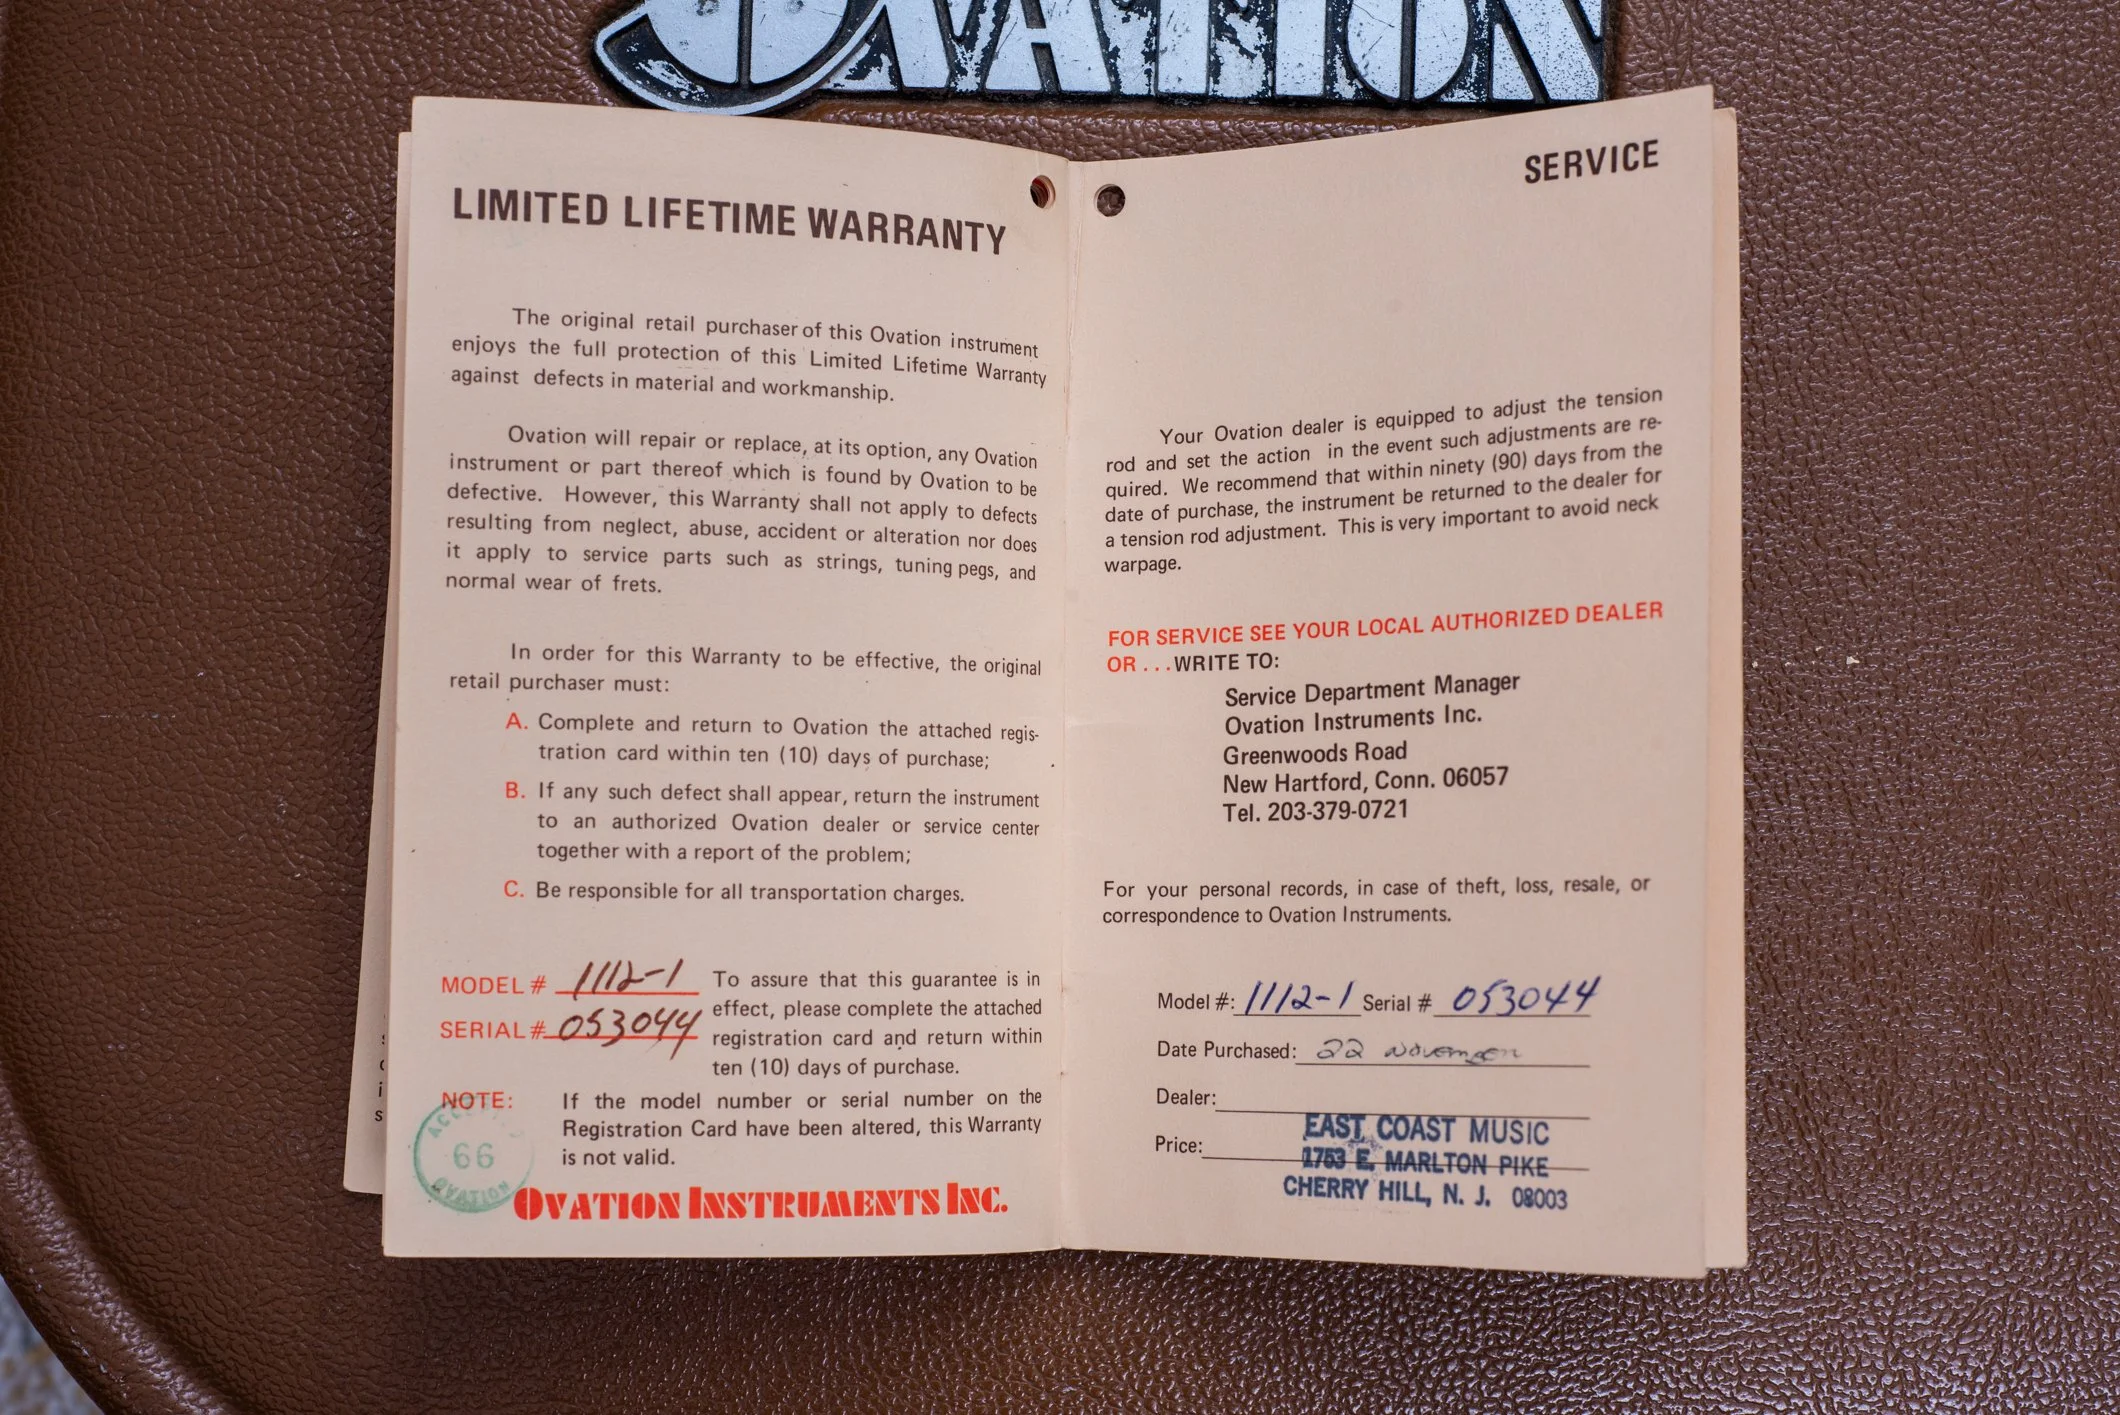 OVATION
LIMITED LIFETIME WARRANTY
The original retail purchaser of this Ovation instrument
enjoys the full protection of this Limited Lifetime Warranty
against defects in material and workmanship.
Ovation will repair or replace, at its option, any Ovation
instrument or part thereof which is found by Ovation to be
defective. However, this Warranty shall not apply to defects
resulting from neglect, abuse, accident or alteration nor does
it apply to service parts such as strings, tuning pegs, and
normal wear of frets.
In order for this Warranty to be effective, the original
retail purchaser must:
A. Complete and return to Ovation the attached regis-
tration card within ten (10) days of purchase;
B. If any such defect shall appear, return the instrument
to an authorized Ovation dealer or service center
together with a report of the problem;
C. Be responsible for all transportation charges.
MODEL # 1112-1
SERIAL # 053044
To assure that this guarantee is in
effect, please complete the attached
registration card and return within
ten (10) days of purchase.
NOTE: If the model number or serial number on the
Registration Card have been altered, this Warranty
is not valid.
66
OVATION
OVATION INSTRUMENTS INC.
SERVICE
Your Ovation dealer is equipped to adjust the tension
rod and set the action in the event such adjustments are re-
quired. We recommend that within ninety (90) days from the
date of purchase, the instrument be returned to the dealer for
a tension rod adjustment. This is very important to avoid neck
warpage.
FOR SERVICE SEE YOUR LOCAL AUTHORIZED DEALER
OR . . . WRITE TO:
Service Department Manager
Ovation Instruments Inc.
Greenwoods Road
New Hartford, Conn. 06057
Tel. 203-379-0721
For your personal records, in case of theft, loss, resale, or
correspondence to Ovation Instruments.
Model #: 1112-1 Serial # 053044
Date Purchased: 22 November
Dealer:
EAST COAST MUSIC
Price:
1753 E. MARLTON PIKE
CHERRY HILL, N. J. 08003